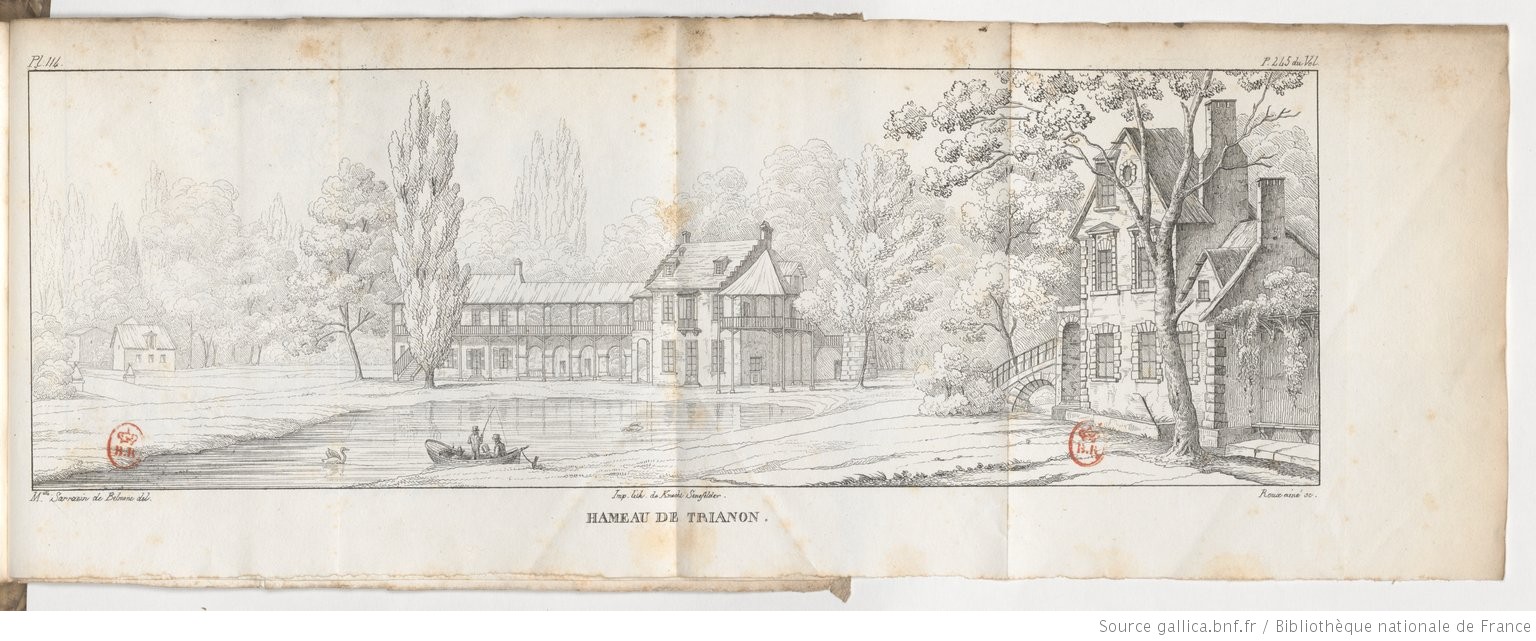 Pl. 114.
P. 245 du Vol.
B.R
B.R
M.lle Sarrazin de Belmont del.
Imp. lith. de Knecht Senefelder.
Roux ainé sc.
HAMEAU DE TRIANON.
Source gallica.bnf.fr / Bibliothèque nationale de France